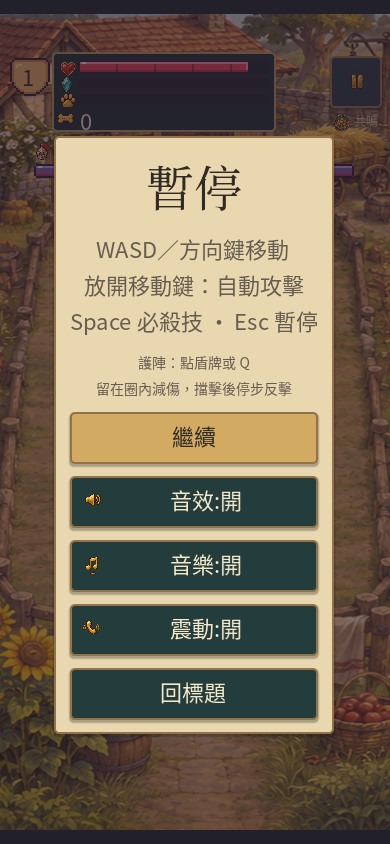 1
0
共鳴
暫停
WASD／方向鍵移動
放開移動鍵：自動攻擊
Space 必殺技 · Esc 暫停
護陣：點盾牌或 Q
留在圈內減傷，擋擊後停步反擊
繼續
音效:開
音樂:開
震動:開
回標題